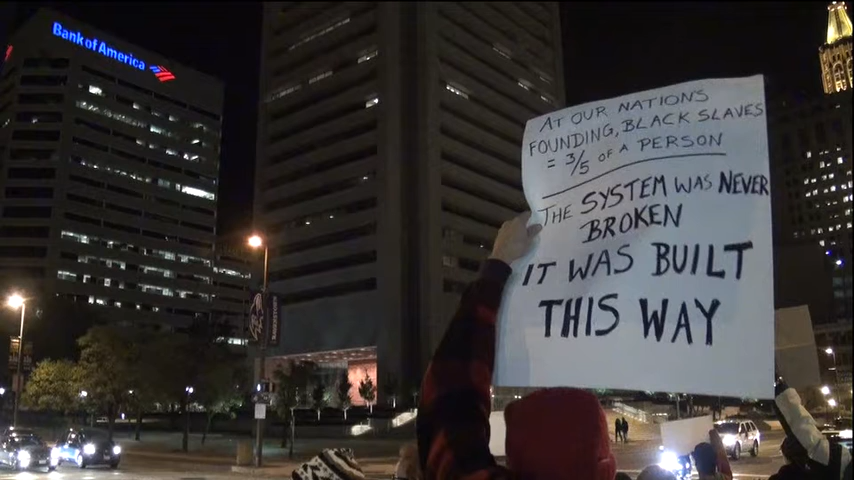 Bank of America
AT OUR NATION'S
FOUNDING, BLACK SLAVES
= 3/5 OF A PERSON
THE SYSTEM WAS NEVER
BROKEN
IT WAS BUILT
THIS WAY